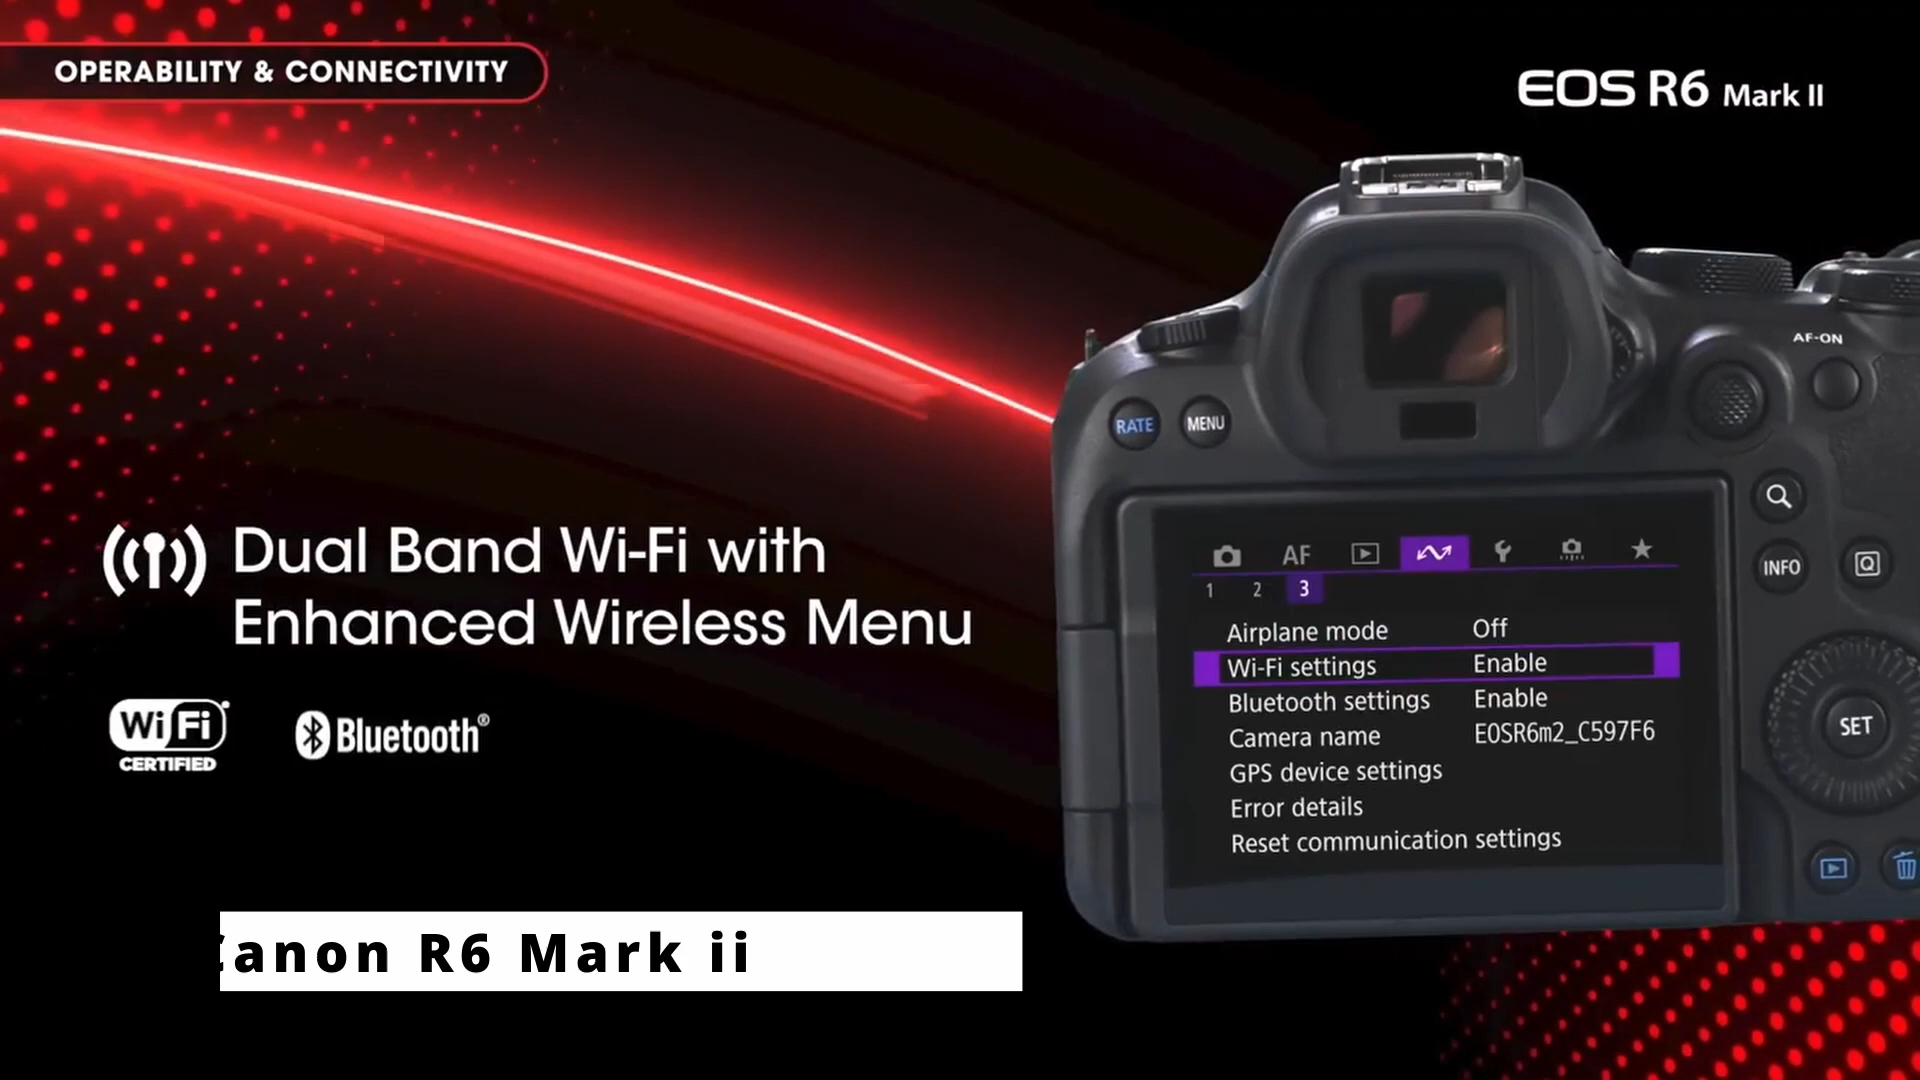 OPERABILITY & CONNECTIVITY
EOS R6 Mark II
AF-ON
RATE
MENU
Dual Band Wi-Fi with
Enhanced Wireless Menu
Wi Fi
CERTIFIED
Bluetooth®
AF
1 2 3
Airplane mode Off
Wi-Fi settings Enable
Bluetooth settings Enable
Camera name EOSR6m2_C597F6
GPS device settings
Error details
Reset communication settings
INFO
Q
SET
Canon R6 Mark ii